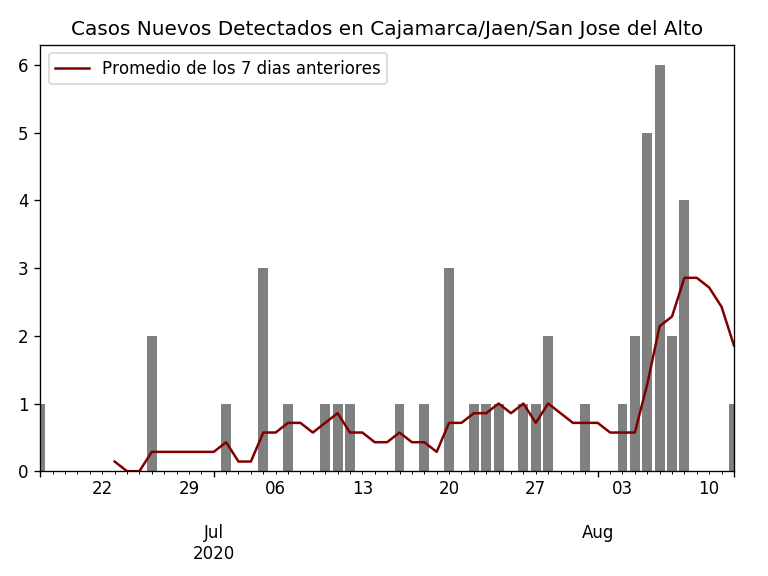 Casos Nuevos Detectados en Cajamarca/Jaen/San Jose del Alto
Promedio de los 7 dias anteriores
6
5
4
3
2
1
0
22 29 06 13 20 27 03 10
Jul Aug
2020